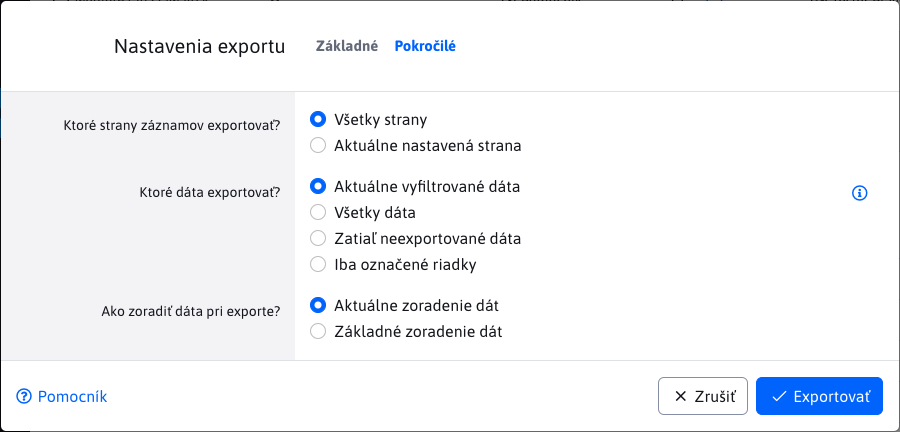 Nastavenia exportu
Základné
Pokročilé
Ktoré strany záznamov exportovať?
Všetky strany
Aktuálne nastavená strana
Ktoré dáta exportovať?
Aktuálne vyfiltrované dáta
Všetky dáta
Zatiaľ neexportované dáta
Iba označené riadky
Ako zoradiť dáta pri exporte?
Aktuálne zoradenie dát
Základné zoradenie dát
Pomocník
Zrušiť
Exportovať